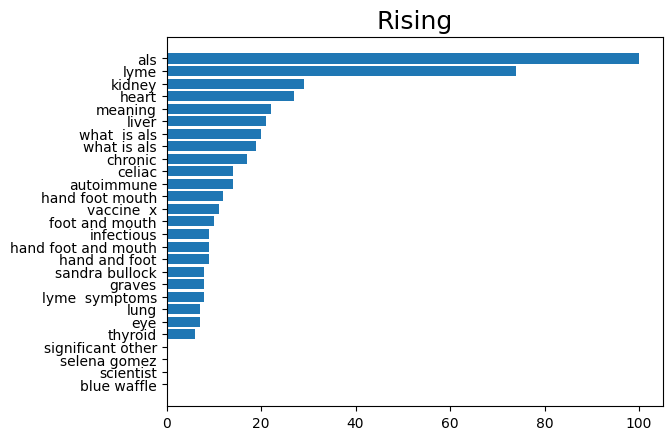 Rising
als
lyme
kidney
heart
meaning
liver
what  is als
what is als
chronic
celiac
autoimmune
hand foot mouth
vaccine  x
foot and mouth
infectious
hand foot and mouth
hand and foot
sandra bullock
graves
lyme  symptoms
lung
eye
thyroid
significant other
selena gomez
scientist
blue waffle
0 20 40 60 80 100